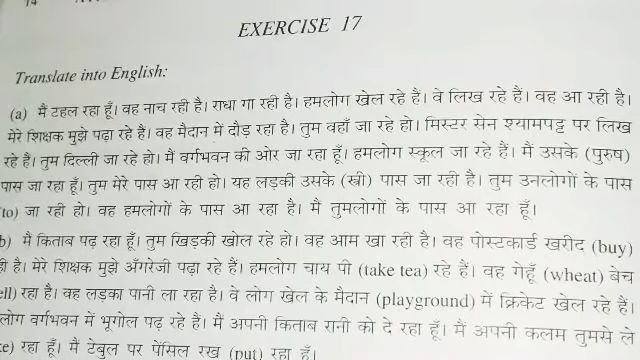 14
EXERCISE 17
Translate into English:
(a) मैं टहल रहा हूँ। वह नाच रही है। राधा गा रही है। हमलोग खेल रहे हैं। वे लिख रहे हैं। वह आ रही है।
मेरे शिक्षक मुझे पढ़ा रहे हैं। वह मैदान में दौड़ रहा है। तुम वहाँ जा रहे हो। मिस्टर सेन श्यामपट्ट पर लिख
रहे हैं। तुम दिल्ली जा रहे हो। मैं वर्गभवन की ओर जा रहा हूँ। हमलोग स्कूल जा रहे हैं। मैं उसके (पुरुष)
पास जा रहा हूँ। तुम मेरे पास आ रही हो। यह लड़की उसके (स्त्री) पास जा रही है। तुम उनलोगों के पास
to) जा रही हो। वह हमलोगों के पास आ रहा है। मैं तुमलोगों के पास आ रहा हूँ।
b) मैं किताब पढ़ रहा हूँ। तुम खिड़की खोल रहे हो। वह आम खा रही है। वह पोस्टकार्ड खरीद (buy)
ही है। मेरे शिक्षक मुझे अँगरेजी पढ़ा रहे हैं। हमलोग चाय पी (take tea) रहे हैं। वह गेहूँ (wheat) बेच
ell) रहा है। वह लड़का पानी ला रहा है। वे लोग खेल के मैदान (playground) में क्रिकेट खेल रहे हैं।
लोग वर्गभवन में भूगोल पढ़ रहे हैं। मैं अपनी किताब रानी को दे रहा हूँ। मैं अपनी कलम तुमसे ले
ke) रहा हूँ। मैं टेबुल पर पेंसिल रख (put) रहा हूँ।